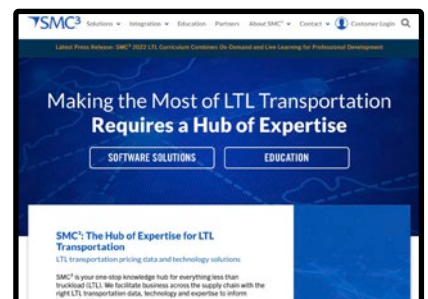 SMC³
Solutions Integration Education Partners About SMC³ Contact Customer Login
Latest Press Release: SMC³ 2022 LTL Curriculum Combines On-Demand and Live Learning for Professional Development
Making the Most of LTL Transportation
Requires a Hub of Expertise
SOFTWARE SOLUTIONS EDUCATION
SMC³: The Hub of Expertise for LTL
Transportation
LTL transportation pricing data and technology solutions
SMC³ is your one-stop knowledge hub for everything less than
truckload (LTL). We facilitate business across the supply chain with the
right LTL transportation data, technology and expertise to inform